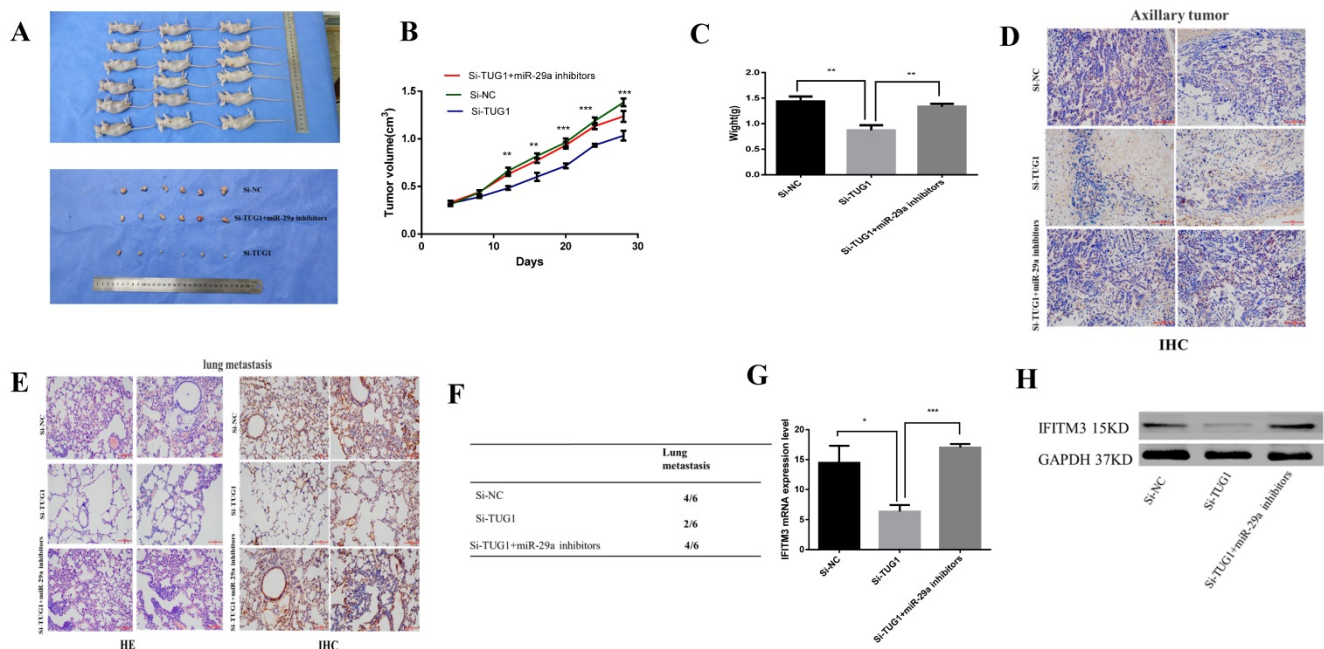 A
Si-NC
Si-TUG1+miR-29a inhibitors
Si-TUG1
B
Si-TUG1+miR-29a inhibitors
Si-NC
Si-TUG1
Tumor volume(cm3)
1.5
1.0
0.5
0.0
0
10
20
30
Days
**
**
***
***
***
C
Wight(g)
2.0
1.5
1.0
0.5
0.0
**
**
Si-NC
Si-TUG1
Si-TUG1+miR-29a inhibitors
D
Axillary tumor
Si-NC
Si-TUG1
Si-TUG1+miR-29a inhibitors
IHC
E
lung metastasis
Si-NC
Si-TUG1
Si-TUG1+miR-29a inhibitors
HE
Si-NC
Si-TUG1
Si-TUG1+miR-29a inhibitors
IHC
F
Lung
metastasis
Si-NC 4/6
Si-TUG1 2/6
Si-TUG1+miR-29a inhibitors 4/6
G
IFITM3 mRNA expression level
20
15
10
5
0
*
***
Si-NC
Si-TUG1
Si-TUG1+miR-29a inhibitors
H
IFITM3 15KD
GAPDH 37KD
Si-NC
Si-TUG1
Si-TUG1+miR-29a inhibitors